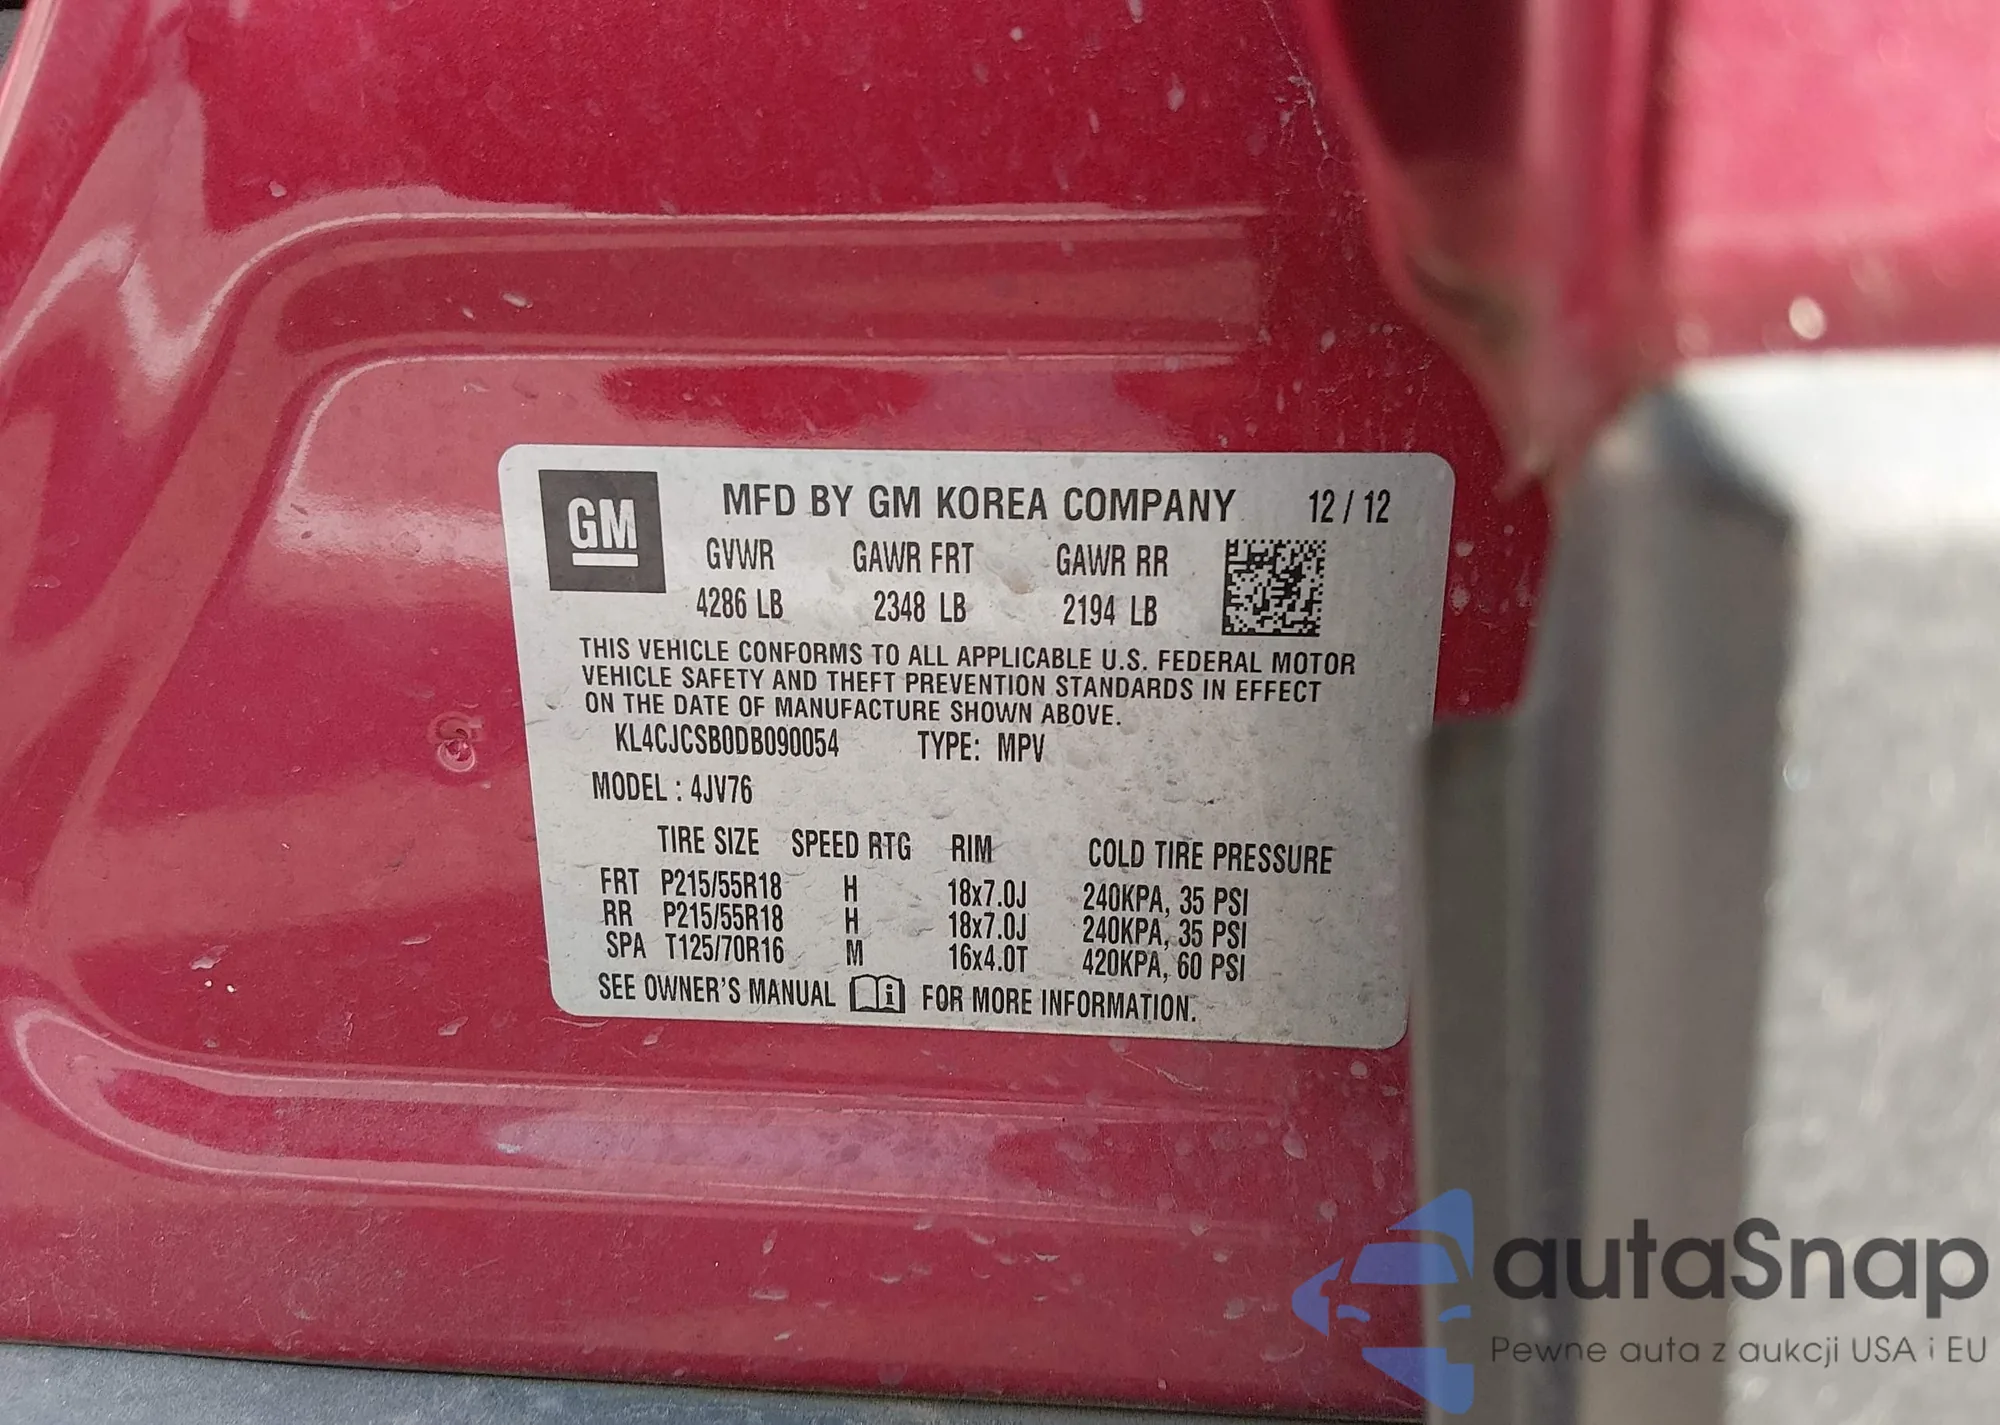 GM
MFD BY GM KOREA COMPANY 12 / 12
GVWR GAWR FRT GAWR RR
4286 LB 2348 LB 2194 LB
THIS VEHICLE CONFORMS TO ALL APPLICABLE U.S. FEDERAL MOTOR
VEHICLE SAFETY AND THEFT PREVENTION STANDARDS IN EFFECT
ON THE DATE OF MANUFACTURE SHOWN ABOVE.
KL4CJCSB0DB090054 TYPE: MPV
MODEL : 4JV76
TIRE SIZE SPEED RTG RIM COLD TIRE PRESSURE
FRT P215/55R18 H 18x7.0J 240KPA, 35 PSI
RR P215/55R18 H 18x7.0J 240KPA, 35 PSI
SPA T125/70R16 M 16x4.0T 420KPA, 60 PSI
SEE OWNER'S MANUAL i FOR MORE INFORMATION.
autaSnap
Pewne auta z aukcji USA i EU